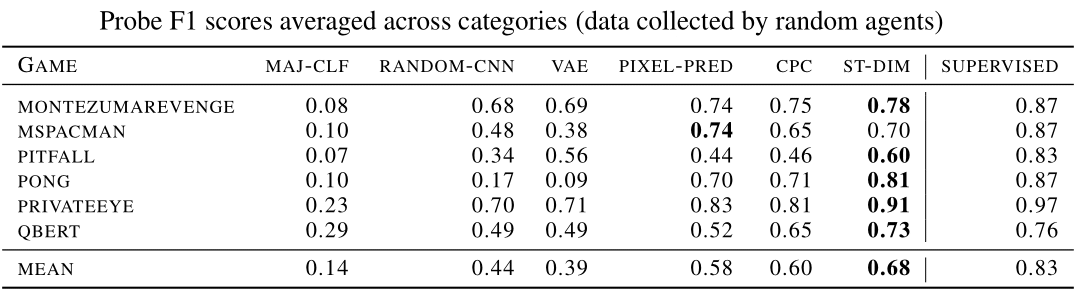 Probe F1 scores averaged across categories (data collected by random agents)
GAME MAJ-CLF RANDOM-CNN VAE PIXEL-PRED CPC ST-DIM SUPERVISED
MONTEZUMAREVENGE 0.08 0.68 0.69 0.74 0.75 0.78 0.87
MSPACMAN 0.10 0.48 0.38 0.74 0.65 0.70 0.87
PITFALL 0.07 0.34 0.56 0.44 0.46 0.60 0.83
PONG 0.10 0.17 0.09 0.70 0.71 0.81 0.87
PRIVATEEYE 0.23 0.70 0.71 0.83 0.81 0.91 0.97
QBERT 0.29 0.49 0.49 0.52 0.65 0.73 0.76
MEAN 0.14 0.44 0.39 0.58 0.60 0.68 0.83